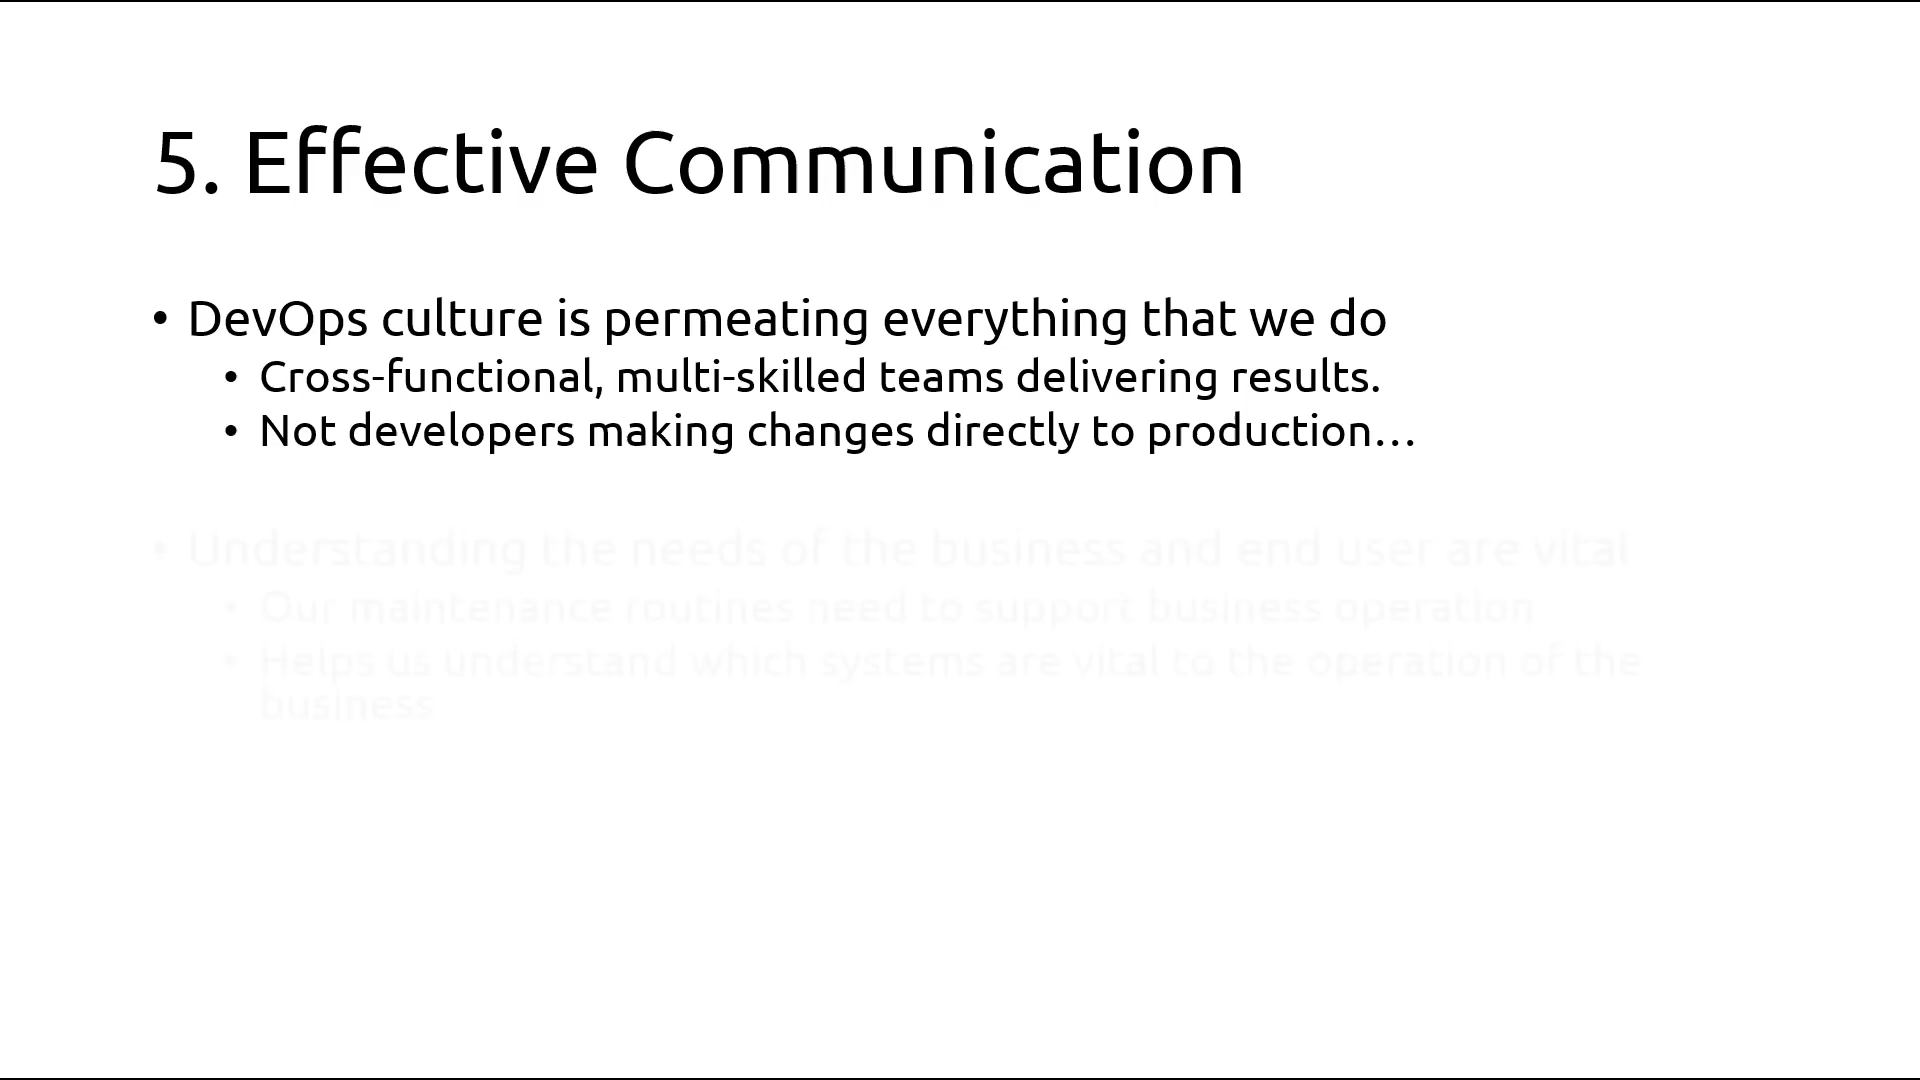 5. Effective Communication
• DevOps culture is permeating everything that we do
• Cross-functional, multi-skilled teams delivering results.
• Not developers making changes directly to production…
• Understanding the needs of the business and end user are vital
• Our maintenance routines need to support business operation
• Helps us understand which systems are vital to the operation of the
business